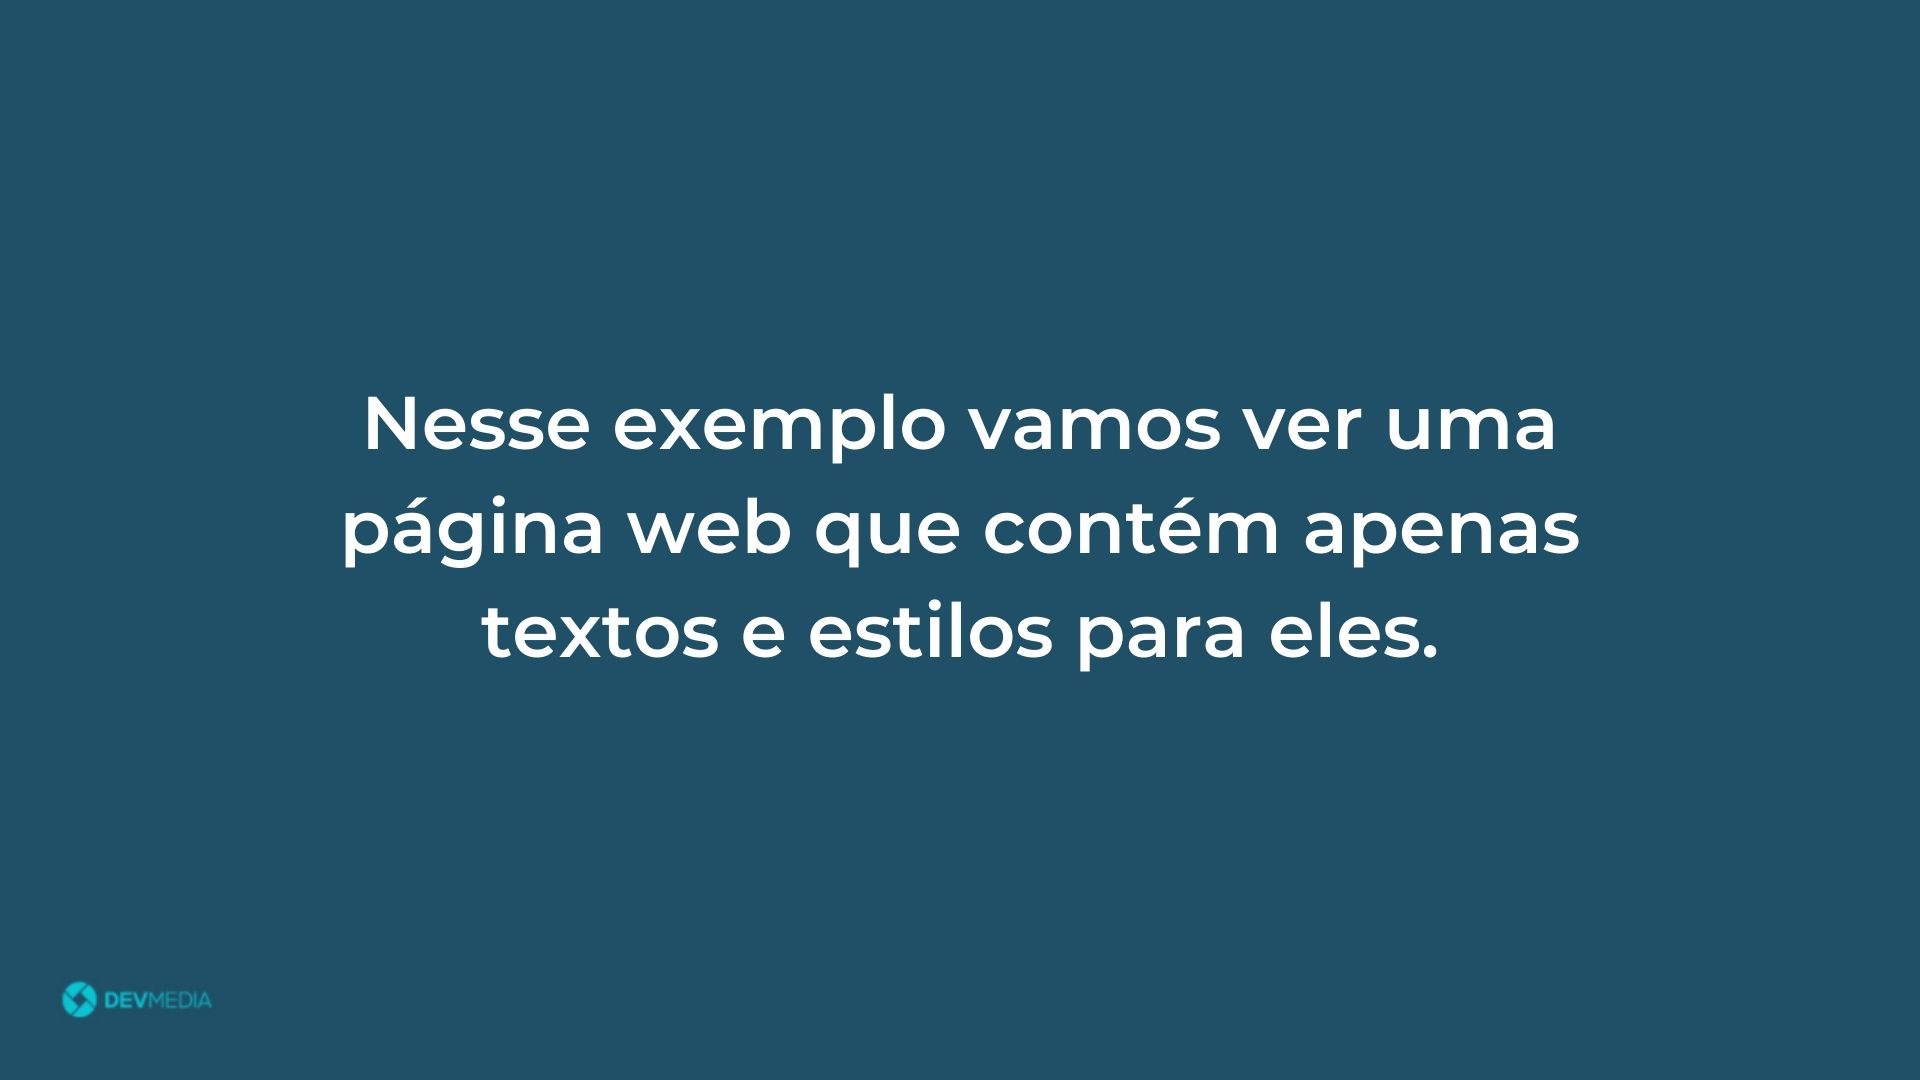 Nesse exemplo vamos ver uma
página web que contém apenas
textos e estilos para eles.
DEVMEDIA